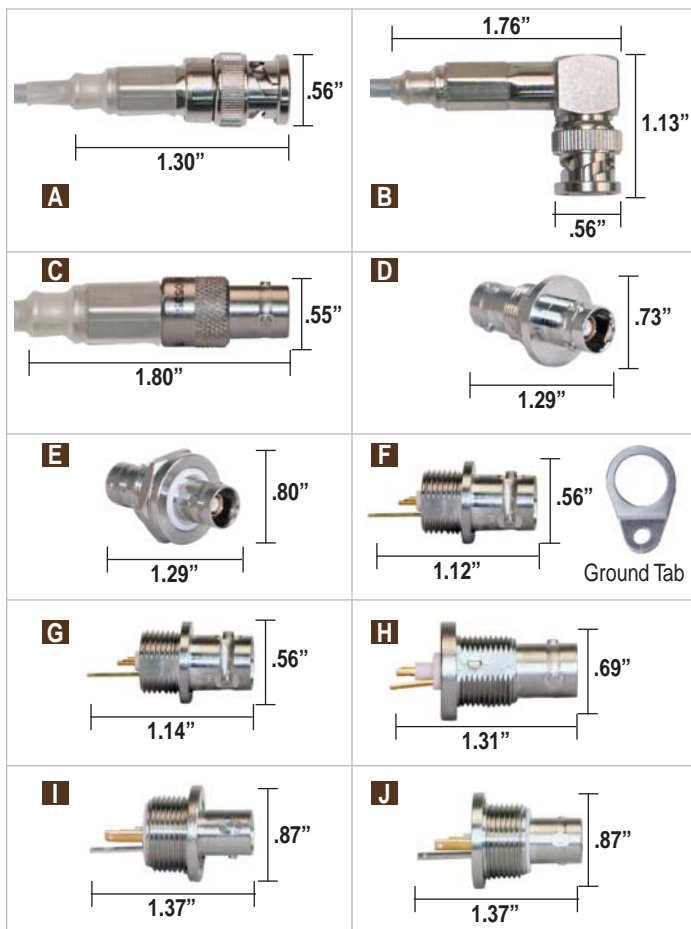 A
.56”
1.30”
B
1.76”
1.13”
.56”
C
.55”
1.80”
D
.73”
1.29”
E
.80”
1.29”
F
.56”
1.12”
Ground Tab
G
.56”
1.14”
H
.69”
1.31”
I
.87”
1.37”
J
.87”
1.37”